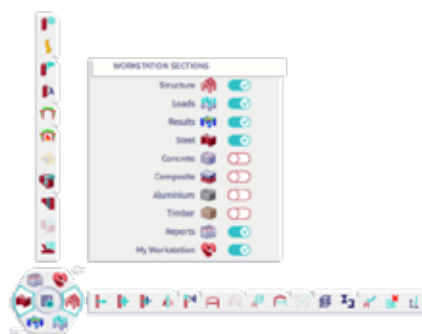 WORKSTATION SECTIONS
Structure
Loads
Results
Steel
Concrete
Composite
Aluminium
Timber
Reports
My Workstation